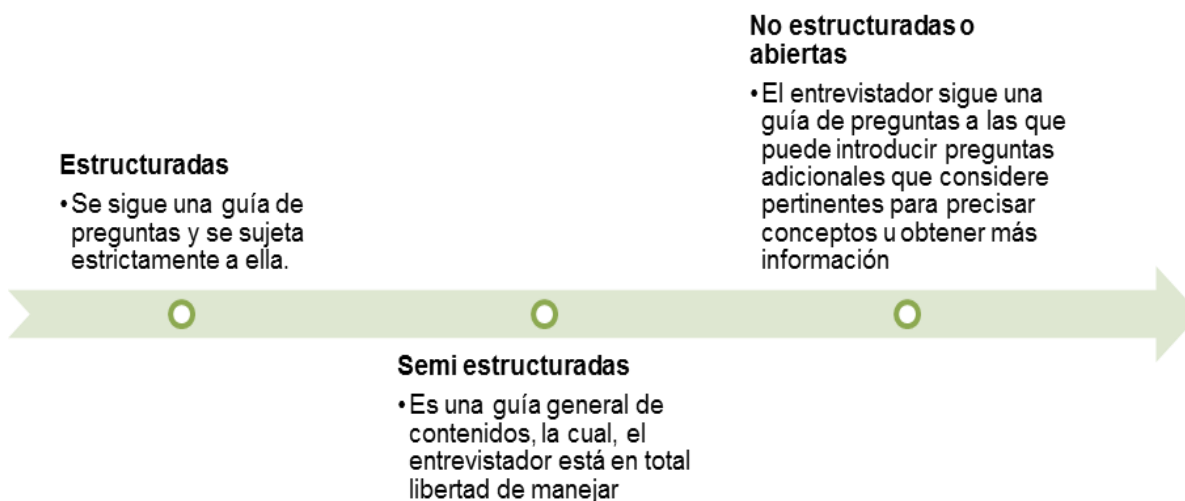 Estructuradas
•Se sigue una guía de
preguntas y se sujeta
estrictamente a ella.
Semi estructuradas
•Es una guía general de
contenidos, la cual, el
entrevistador está en total
libertad de manejar
No estructuradas o
abiertas
•El entrevistador sigue una
guía de preguntas a las que
puede introducir preguntas
adicionales que considere
pertinentes para precisar
conceptos u obtener más
información